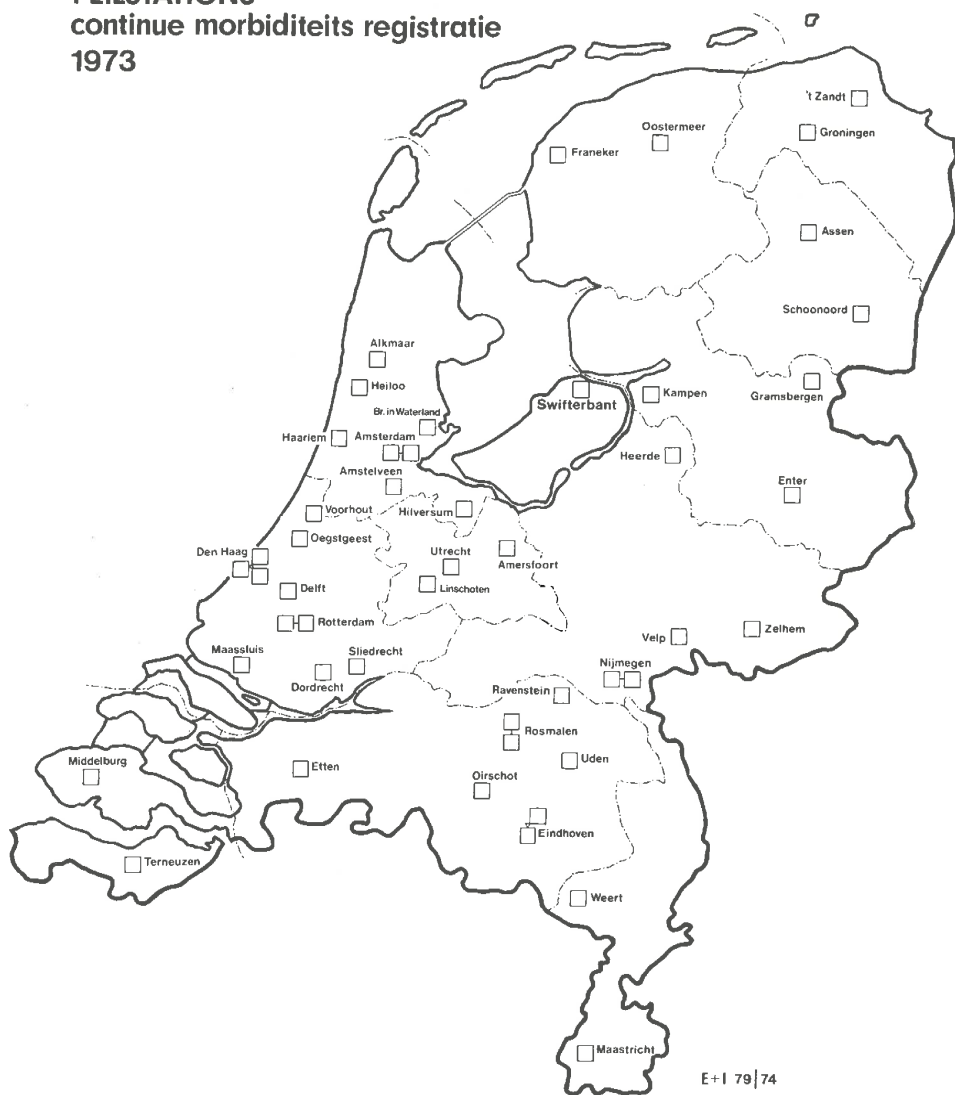 PEILSTATIONS
continue morbiditeits registratie
1973
't Zandt
Oostermeer
Groningen
Franeker
Assen
Schoonoord
Alkmaar
Heiloo
Kampen
Gramsbergen
Swifterbant
Br. in Waterland
Haarlem
Amsterdam
Heerde
Amstelveen
Enter
Voorhout
Hilversum
Oegstgeest
Den Haag
Utrecht
Amersfoort
Delft
Linschoten
Rotterdam
Zelhem
Velp
Maassluis
Sliedrecht
Nijmegen
Dordrecht
Ravenstein
Rosmalen
Middelburg
Etten
Uden
Oirschot
Eindhoven
Terneuzen
Weert
Maastricht
E+I 79|74